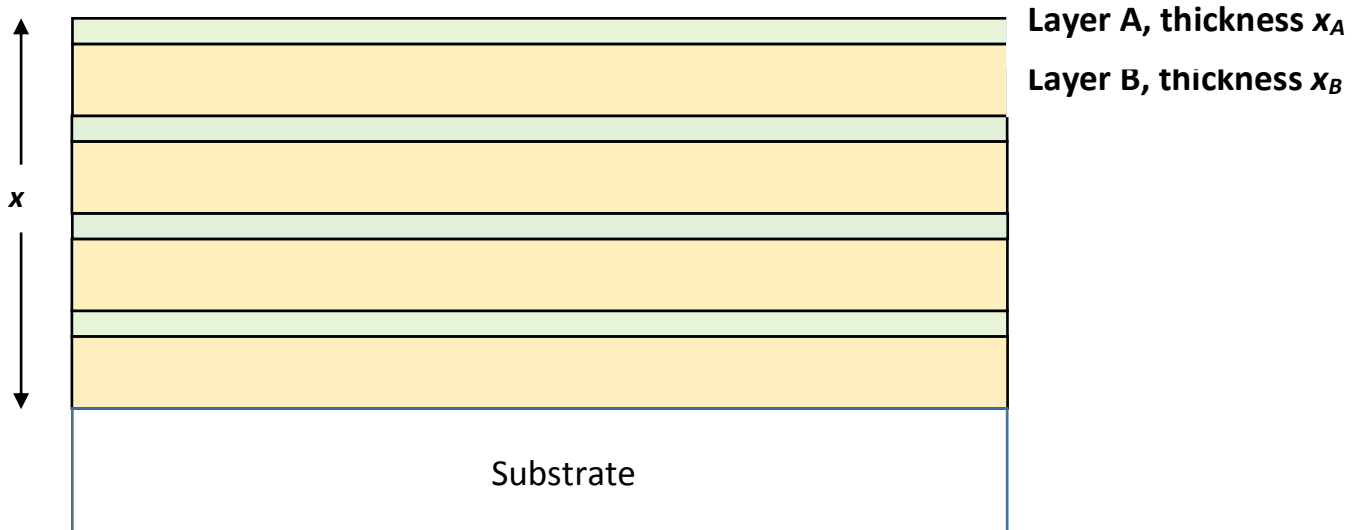 Layer A, thickness xA
Layer B, thickness xB
x
Substrate